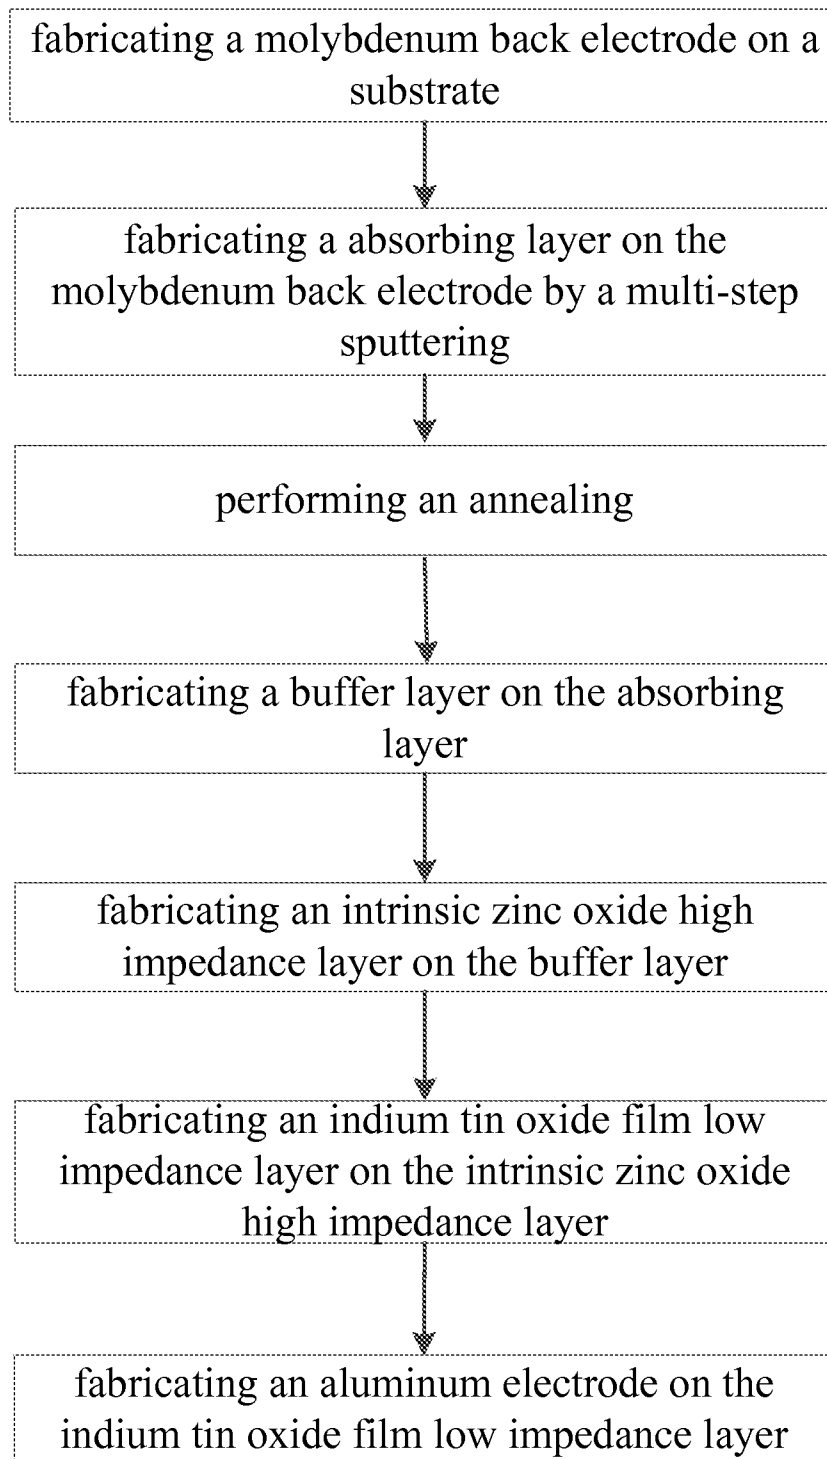 fabricating a molybdenum back electrode on a
substrate
fabricating a absorbing layer on the
molybdenum back electrode by a multi-step
sputtering
performing an annealing
fabricating a buffer layer on the absorbing
layer
fabricating an intrinsic zinc oxide high
impedance layer on the buffer layer
fabricating an indium tin oxide film low
impedance layer on the intrinsic zinc oxide
high impedance layer
fabricating an aluminum electrode on the
indium tin oxide film low impedance layer